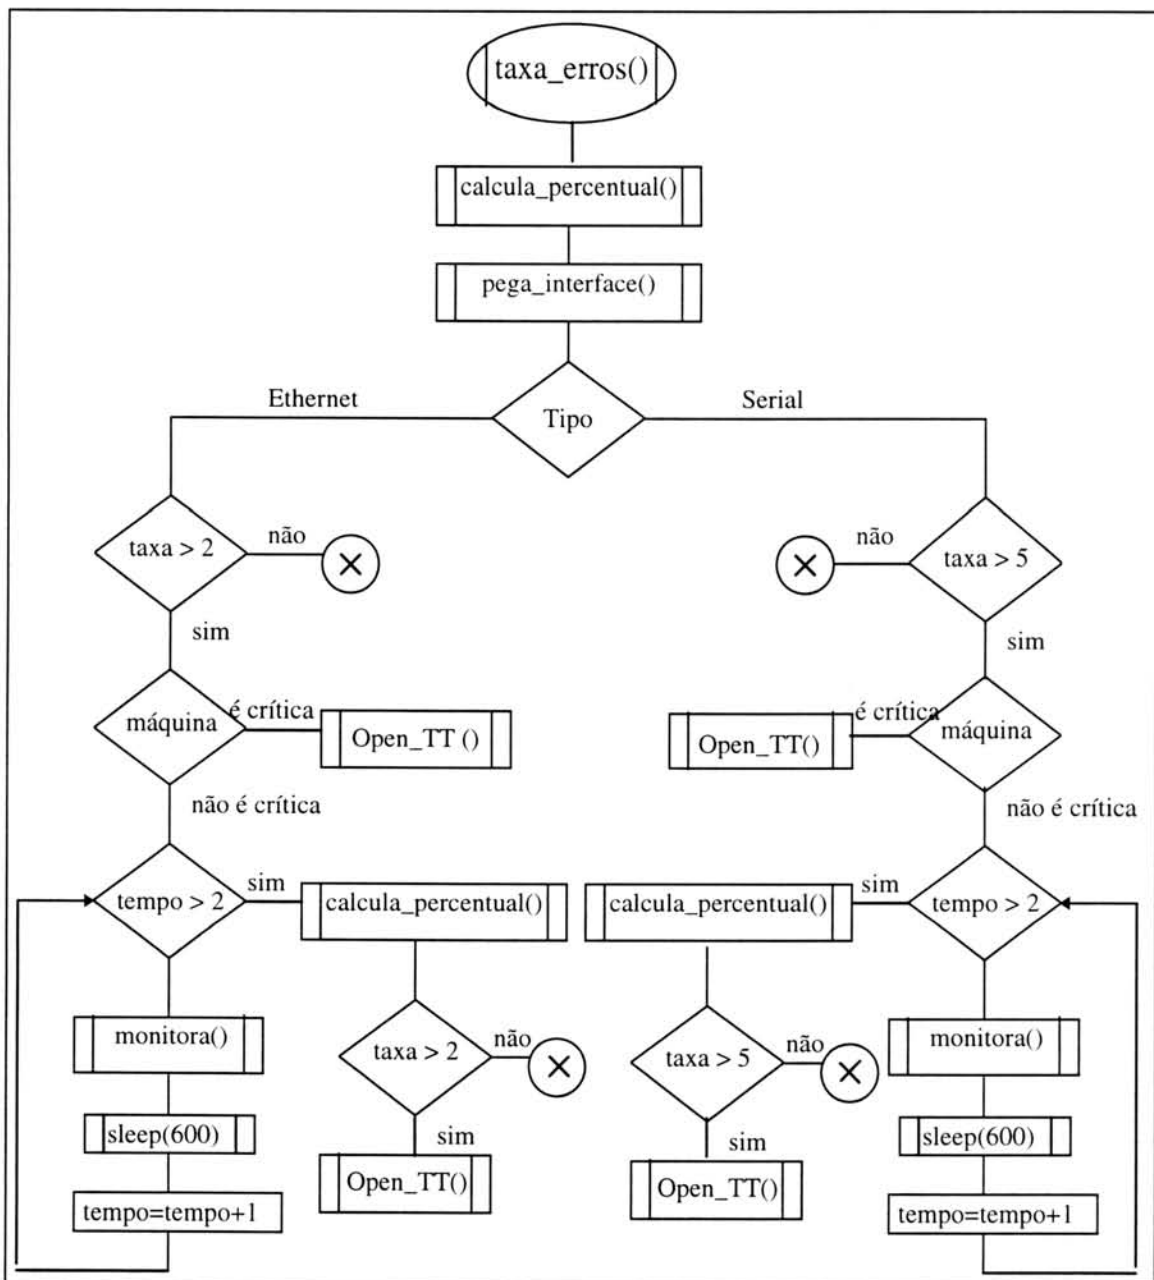 taxa_erros()
calcula_percentual()
pega_interface()
Ethernet
Tipo
Serial
taxa > 2
não
não
taxa > 5
sim
sim
máquina
é crítica
Open_TT ()
Open_TT()
é crítica
máquina
não é crítica
não é crítica
tempo > 2
sim
calcula_percentual()
calcula_percentual()
sim
tempo > 2
monitora()
taxa > 2
não
taxa > 5
não
monitora()
sleep(600)
sim
sim
sleep(600)
Open_TT()
Open_TT()
tempo=tempo+1
tempo=tempo+1